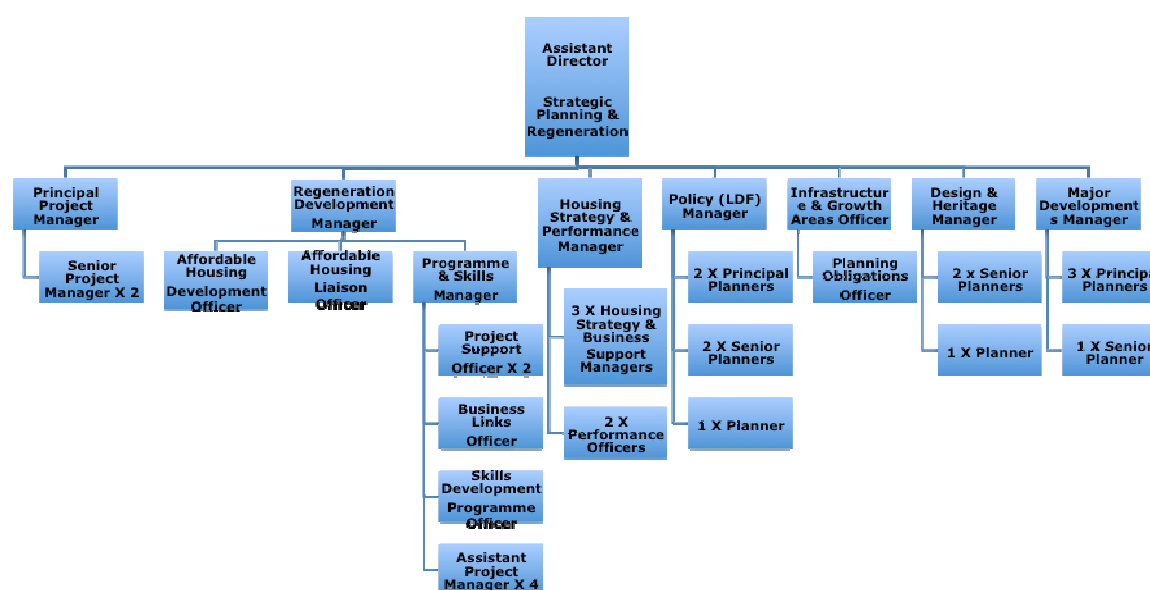 Assistant
Director
Strategic
Planning &
Regeneration
Principal
Project
Manager
Senior
Project
Manager X 2
Regeneration
Development
Manager
Affordable
Housing
Development
Officer
Affordable
Housing
Liaison
Officer
Programme
& Skills
Manager
Project
Support
Officer X 2
Business
Links
Officer
Skills
Development
Programme
Officer
Assistant
Project
Manager X 4
Housing
Strategy &
Performance
Manager
3 X Housing
Strategy &
Business
Support
Managers
2 X
Performance
Officers
Policy (LDF)
Manager
2 X Principal
Planners
2 X Senior
Planners
1 X Planner
Infrastructur
e & Growth
Areas Officer
Planning
Obligations
Officer
Design &
Heritage
Manager
2 x Senior
Planners
1 X Planner
Major
Development
s Manager
3 X Principa
Planners
1 X Senior
Planner